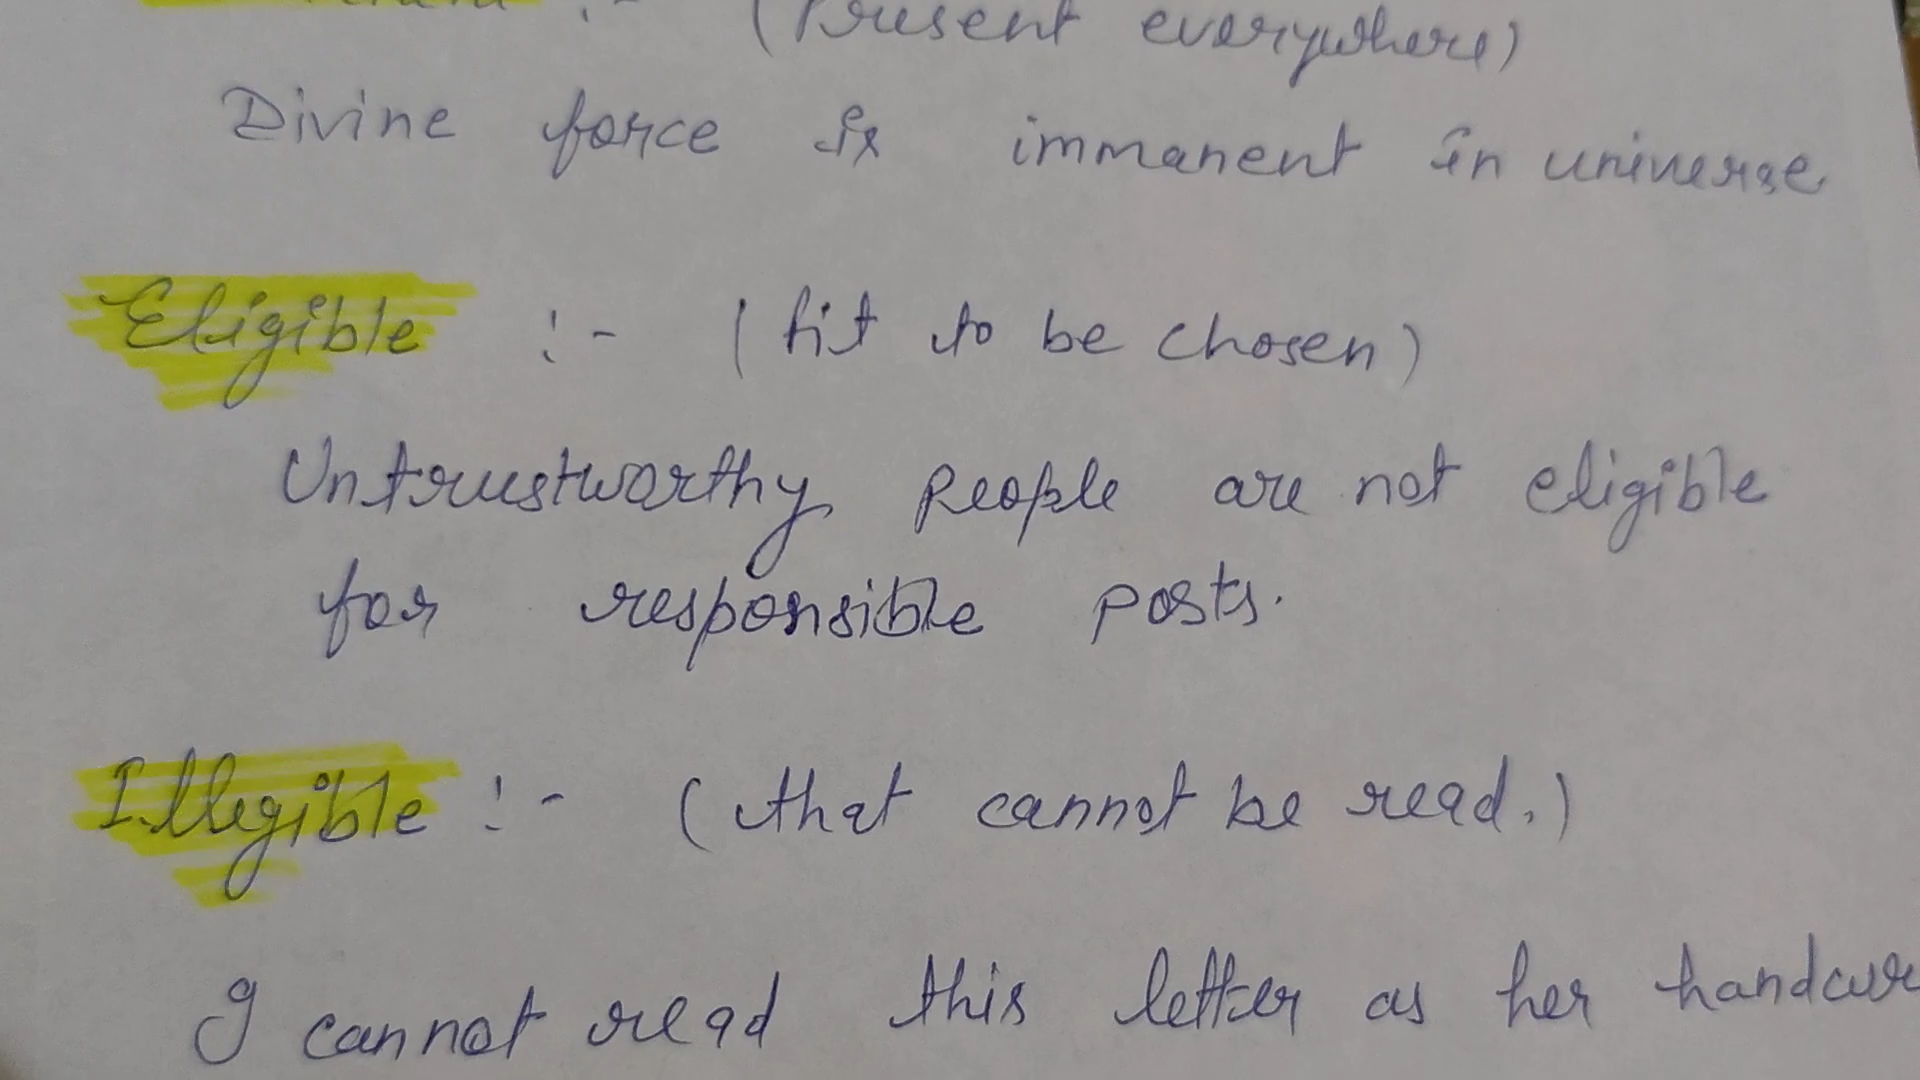 :- (Present everywhere)
Divine force is immanent in universe.
Eligible :- (fit to be chosen)
Untrustworthy people are not eligible
for responsible posts.
Illegible :- (that cannot be read.)
I cannot read this letter as her